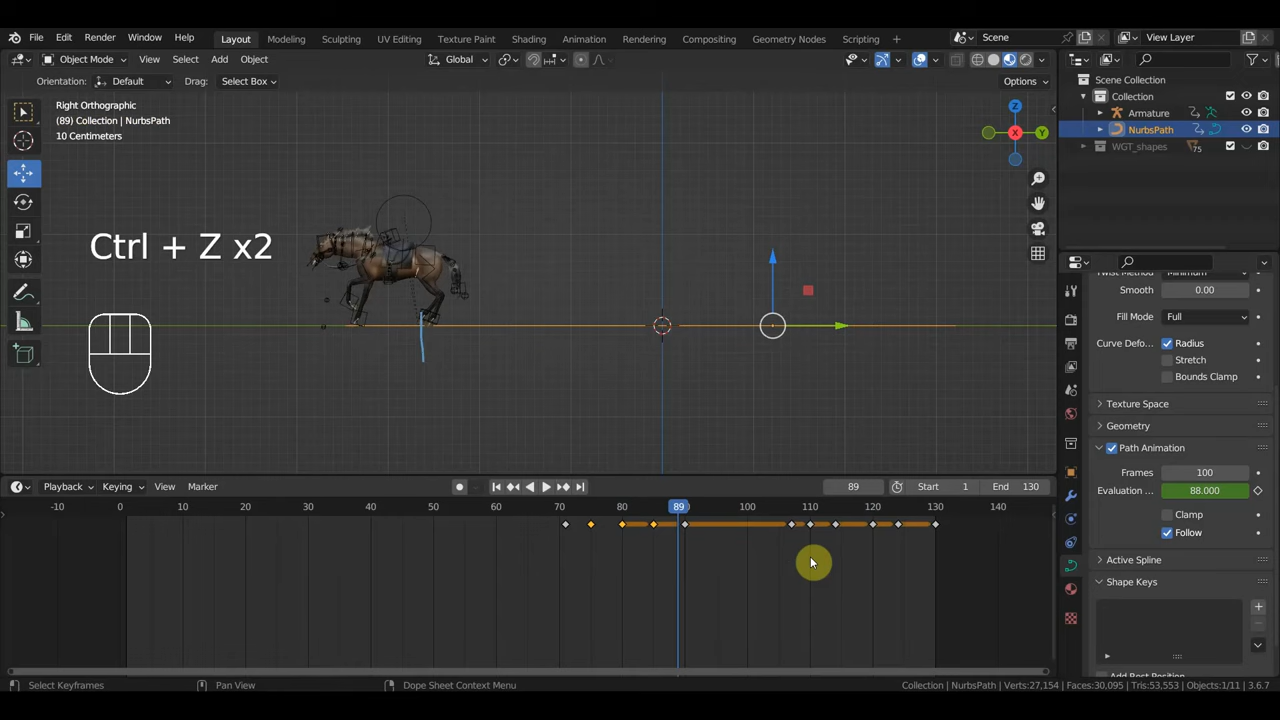 File Edit Render Window Help Layout Modeling Sculpting UV Editing Texture Paint Shading Animation Rendering Compositing Geometry Nodes Scripting + Scene View Layer
Object Mode View Select Add Object Global Options
Orientation: Default Drag: Select Box
Right Orthographic
(89) Collection | NurbsPath
10 Centimeters
Z
X
Y
Ctrl + Z x2
Scene Collection
Collection
Armature
NurbsPath
WGT_shapes 75
Smooth 0.00
Fill Mode Full
Curve Defo... Radius
Stretch
Bounds Clamp
Texture Space
Geometry
Path Animation
Frames 100
Evaluation ... 88.000
Clamp
Follow
Active Spline
Shape Keys
Playback Keying View Marker 89 Start 1 End 130
-10 0 10 20 30 40 50 60 70 80 89 100 110 120 130 140
Select Keyframes Pan View Dope Sheet Context Menu Collection | NurbsPath | Verts:27,154 | Faces:30,095 | Tris:53,553 | Objects:1/11 | 3.6.7